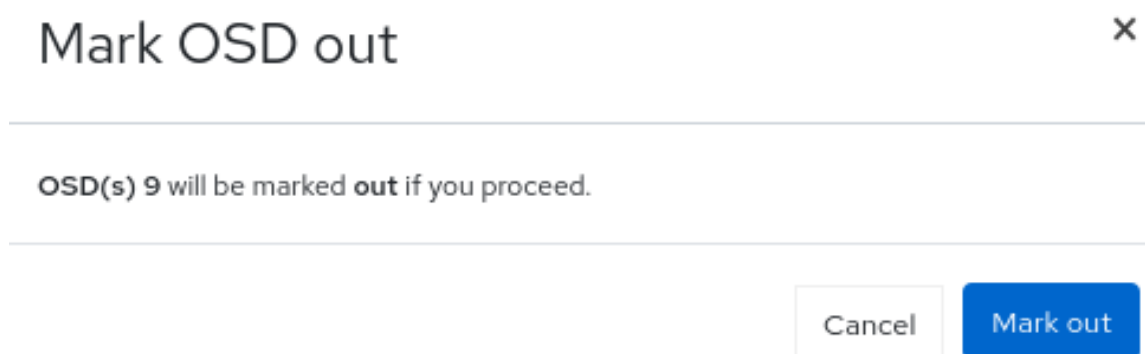 Mark OSD out
×
OSD(s) 9 will be marked out if you proceed.
Cancel
Mark out